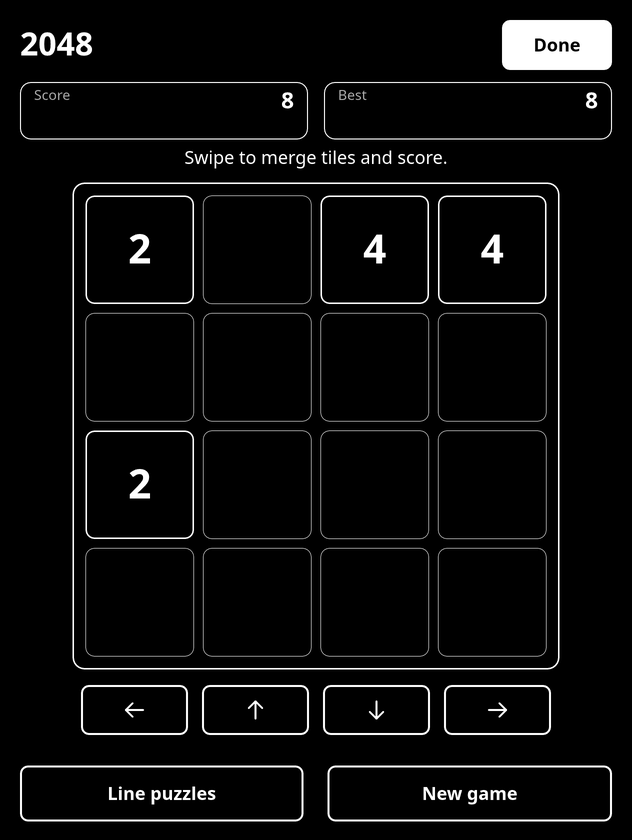 2048
Done
Score 8
Best 8
Swipe to merge tiles and score.
2 4 4
2
← ↑ ↓ →
Line puzzles
New game